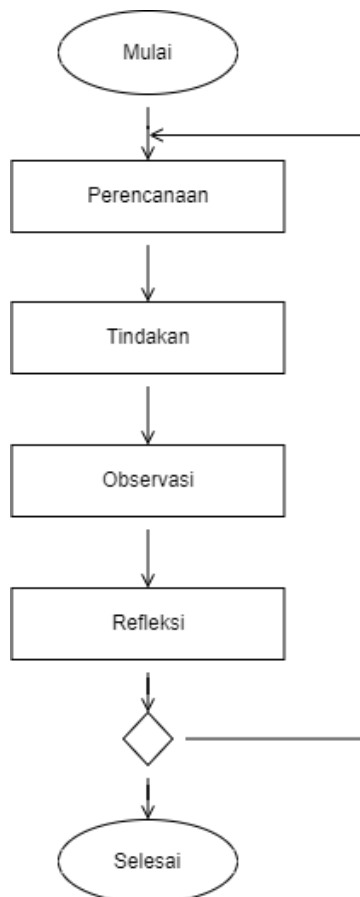 Mulai
Perencanaan
Tindakan
Observasi
Refleksi
Selesai